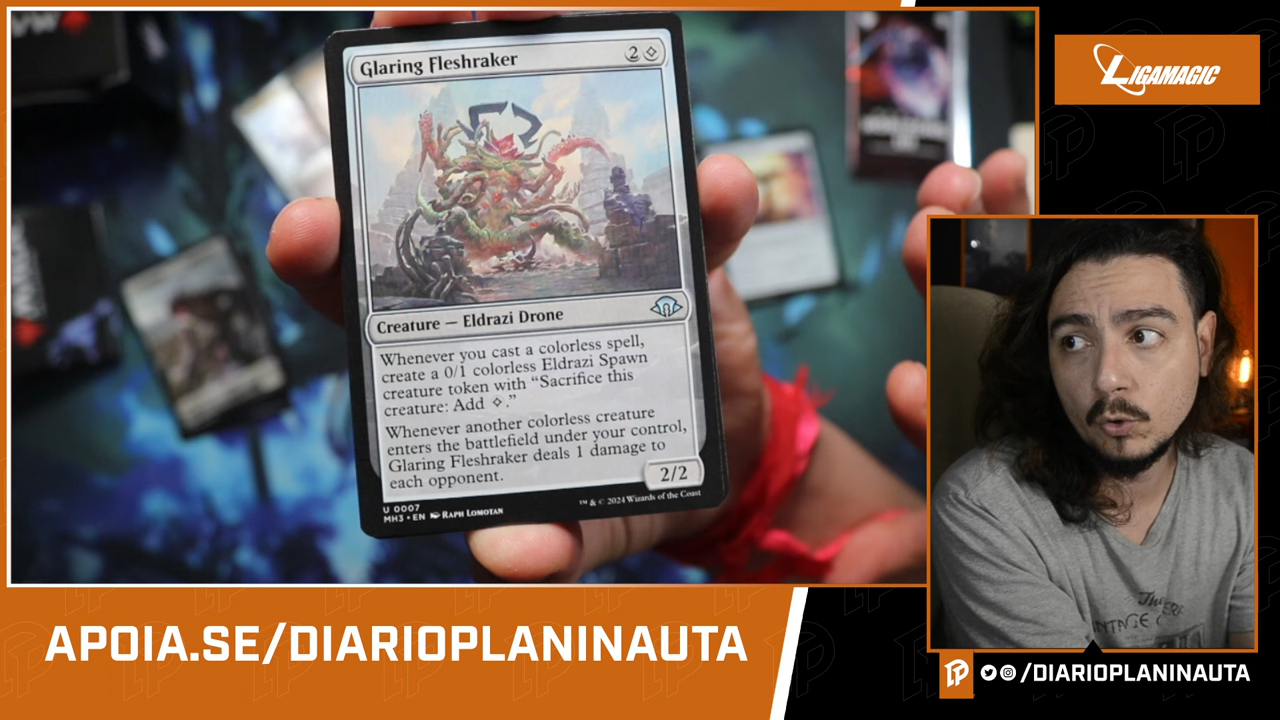 Glaring Fleshraker
2
LIGAMAGIC
Creature — Eldrazi Drone
Whenever you cast a colorless spell,
create a 0/1 colorless Eldrazi Spawn
creature token with “Sacrifice this
creature: Add .”
Whenever another colorless creature
enters the battlefield under your control,
Glaring Fleshraker deals 1 damage to
each opponent.
2/2
U 0007
MH3 • EN RAPH LOMOTAN
™ & © 2024 Wizards of the Coast
APOIA.SE/DIARIOPLANINAUTA
/DIARIOPLANINAUTA